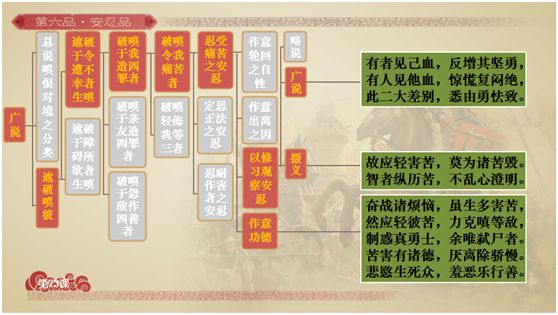 第六品·安忍品
广说
总说嗔恨对境之分类
遮破嗔彼
遮破于令遭不幸者生嗔
遮破于障碍所欲者生嗔
破嗔于我造四罪者
破嗔于亲友造四罪者
破嗔于怨敌作四善者
破嗔令我痛苦者
破嗔轻侮我等三者
忍受痛苦之安忍
定思正法之安忍
忍耐作害者之安忍
作意轮回之自性
作意出离之因
以修习观察安忍
作意功德
略说
广说
摄义
有者见己血，反增其坚勇，
有人见他血，惊慌复闷绝，
此二大差别，悉由勇怯致。
故应轻害苦，莫为诸苦毁。
智者纵历苦，不乱心澄明。
奋战诸烦恼，虽生多害苦，
然应轻彼苦，力克嗔等敌，
制惑真勇士，余唯弑尸者。
苦害有诸德，厌离除骄慢。
悲愍生死众，羞恶乐行善。
第73课